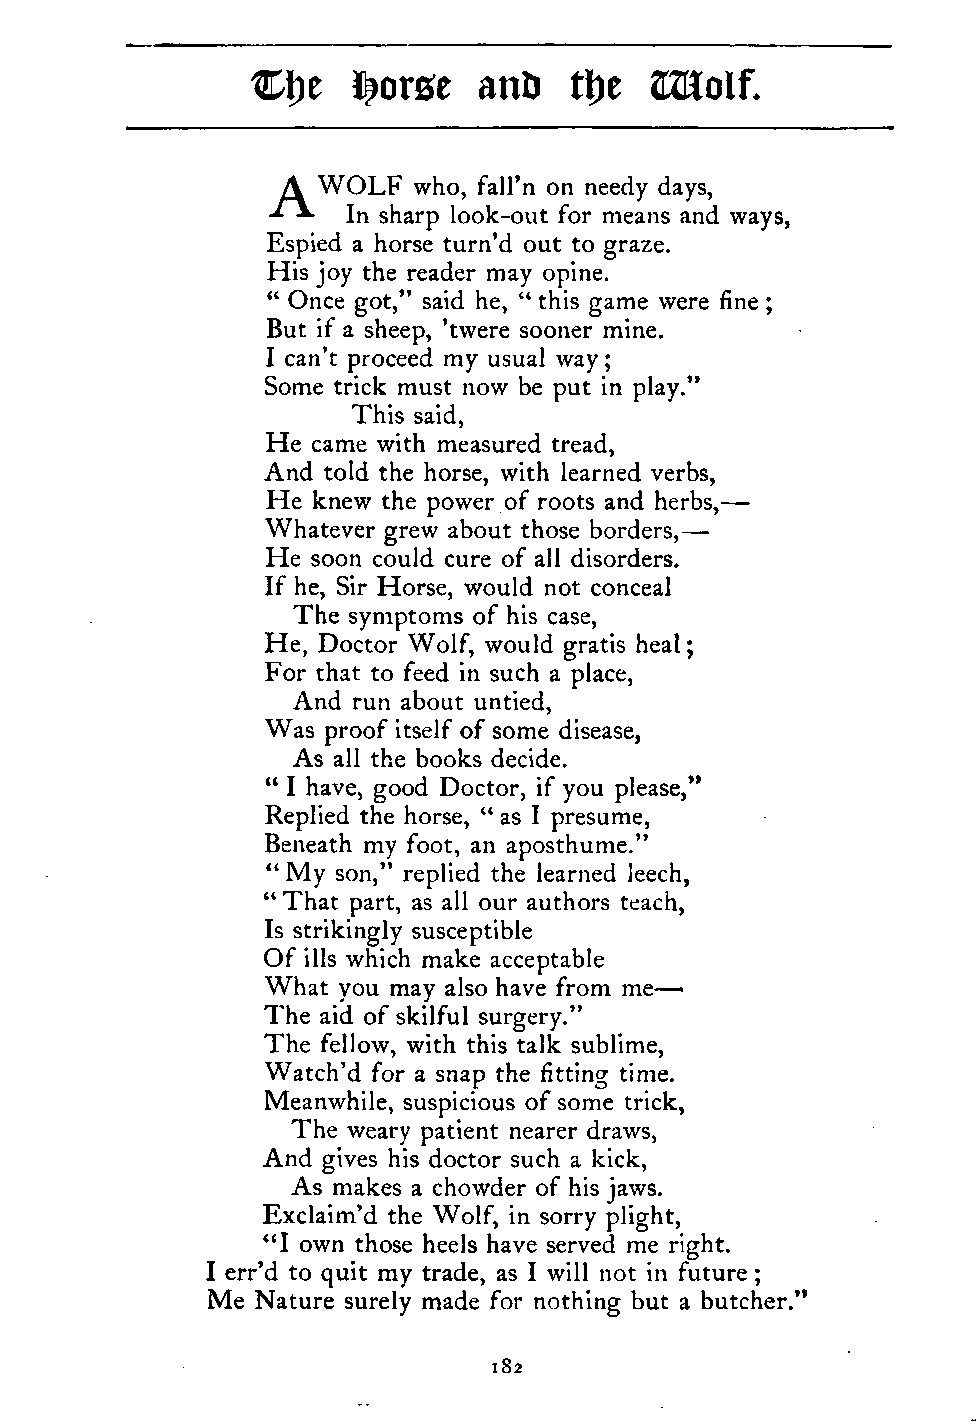 The Horse and the Wolf.
A WOLF who, fall'n on needy days,
In sharp look-out for means and ways,
Espied a horse turn'd out to graze.
His joy the reader may opine.
" Once got," said he, " this game were fine ;
But if a sheep, 'twere sooner mine.
I can't proceed my usual way ;
Some trick must now be put in play."
This said,
He came with measured tread,
And told the horse, with learned verbs,
He knew the power of roots and herbs,—
Whatever grew about those borders,—
He soon could cure of all disorders.
If he, Sir Horse, would not conceal
The symptoms of his case,
He, Doctor Wolf, would gratis heal ;
For that to feed in such a place,
And run about untied,
Was proof itself of some disease,
As all the books decide.
" I have, good Doctor, if you please,"
Replied the horse, " as I presume,
Beneath my foot, an aposthume."
" My son," replied the learned leech,
" That part, as all our authors teach,
Is strikingly susceptible
Of ills which make acceptable
What you may also have from me—
The aid of skilful surgery."
The fellow, with this talk sublime,
Watch'd for a snap the fitting time.
Meanwhile, suspicious of some trick,
The weary patient nearer draws,
And gives his doctor such a kick,
As makes a chowder of his jaws.
Exclaim'd the Wolf, in sorry plight,
"I own those heels have served me right.
I err'd to quit my trade, as I will not in future ;
Me Nature surely made for nothing but a butcher."
182